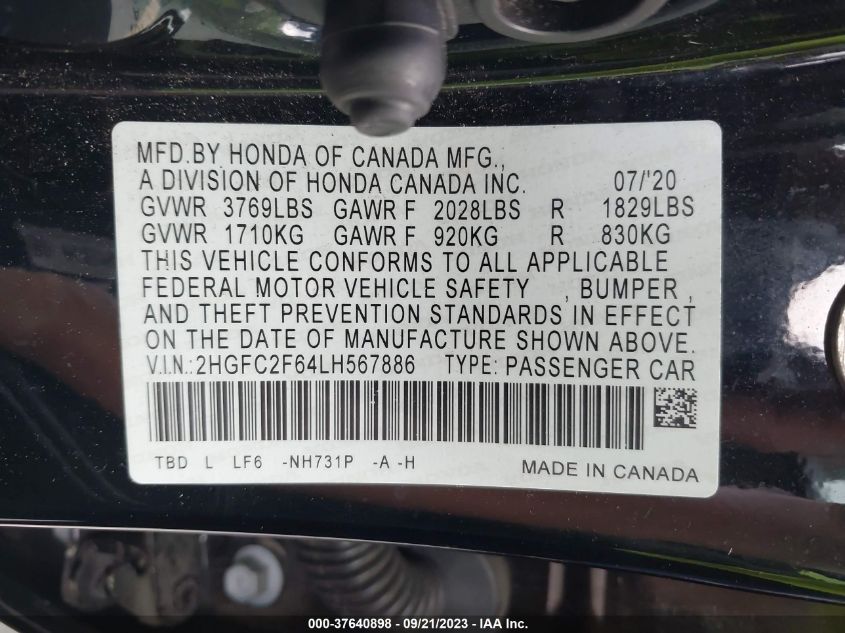 MFD.BY HONDA OF CANADA MFG.,
A DIVISION OF HONDA CANADA INC. 07/'20
GVWR 3769LBS GAWR F 2028LBS R 1829LBS
GVWR 1710KG GAWR F 920KG R 830KG
THIS VEHICLE CONFORMS TO ALL APPLICABLE
FEDERAL MOTOR VEHICLE SAFETY , BUMPER ,
AND THEFT PREVENTION STANDARDS IN EFFECT
ON THE DATE OF MANUFACTURE SHOWN ABOVE.
V.I.N.: 2HGFC2F64LH567886 TYPE: PASSENGER CAR
TBD L LF6 -NH731P -A -H MADE IN CANADA
000-37640898 - 09/21/2023 - IAA Inc.